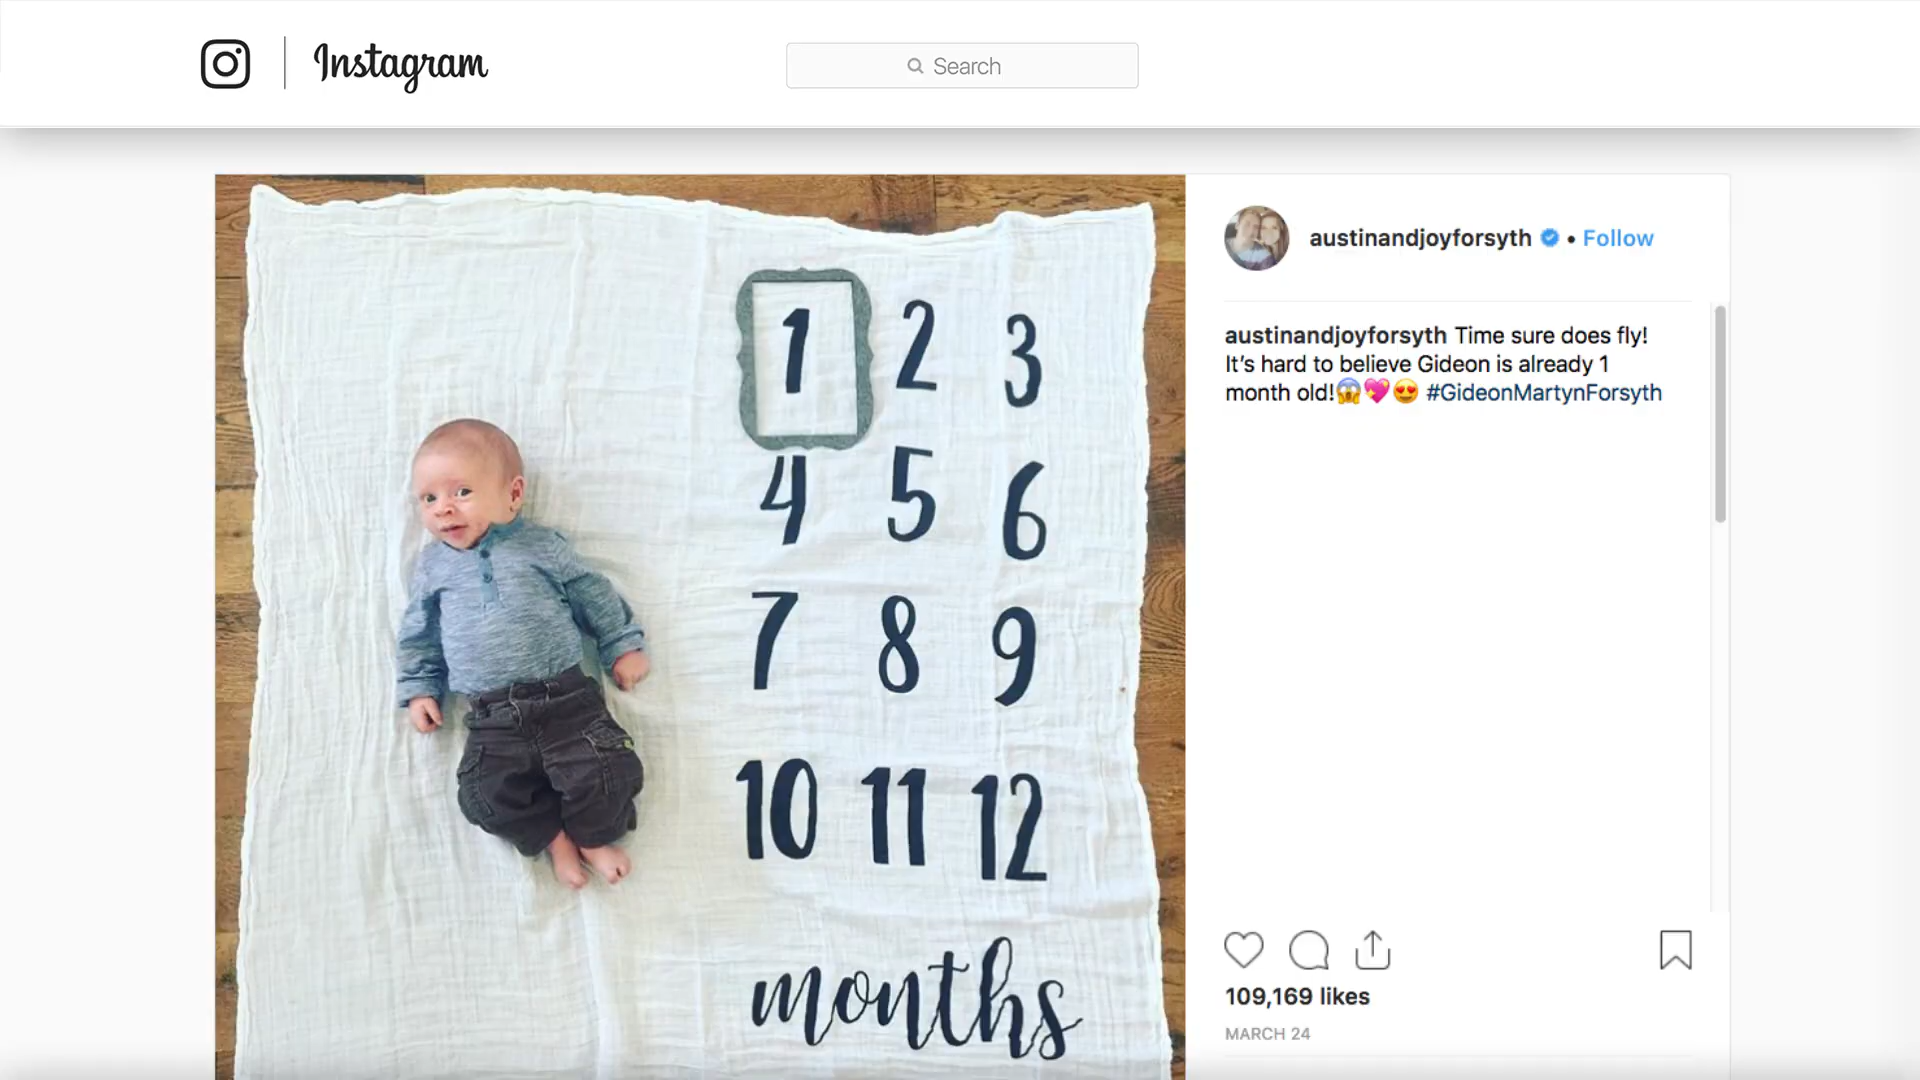 Instagram
Search
1 2 3
4 5 6
7 8 9
10 11 12
months
austinandjoyforsyth • Follow
austinandjoyforsyth Time sure does fly!
It’s hard to believe Gideon is already 1
month old!😱💖😍 #GideonMartynForsyth
109,169 likes
MARCH 24